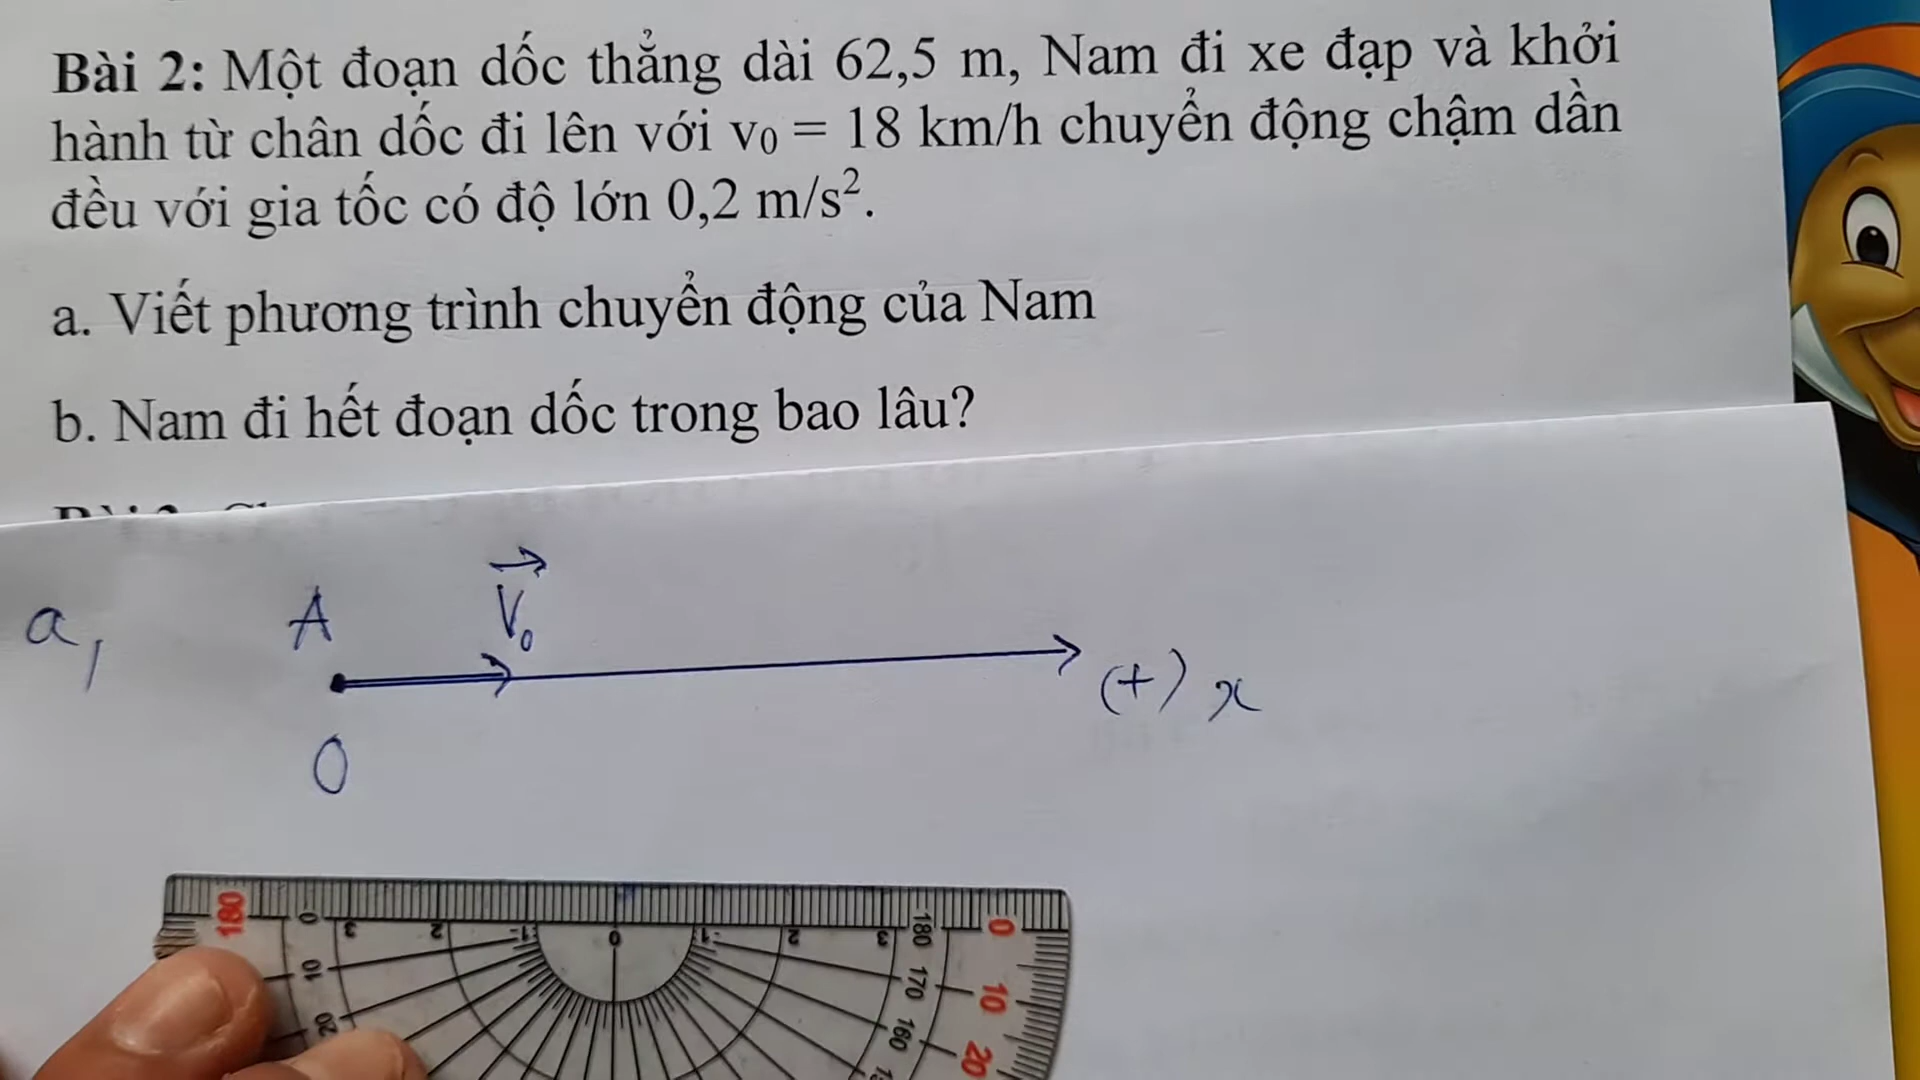 Bài 2: Một đoạn dốc thẳng dài 62,5 m, Nam đi xe đạp và khởi
hành từ chân dốc đi lên với v₀ = 18 km/h chuyển động chậm dần
đều với gia tốc có độ lớn 0,2 m/s².
a. Viết phương trình chuyển động của Nam
b. Nam đi hết đoạn dốc trong bao lâu?
a, A V₀
(+) x
O
180 0 3 2 1 0 1 2 3 180 0
10 170 10
20 160 20